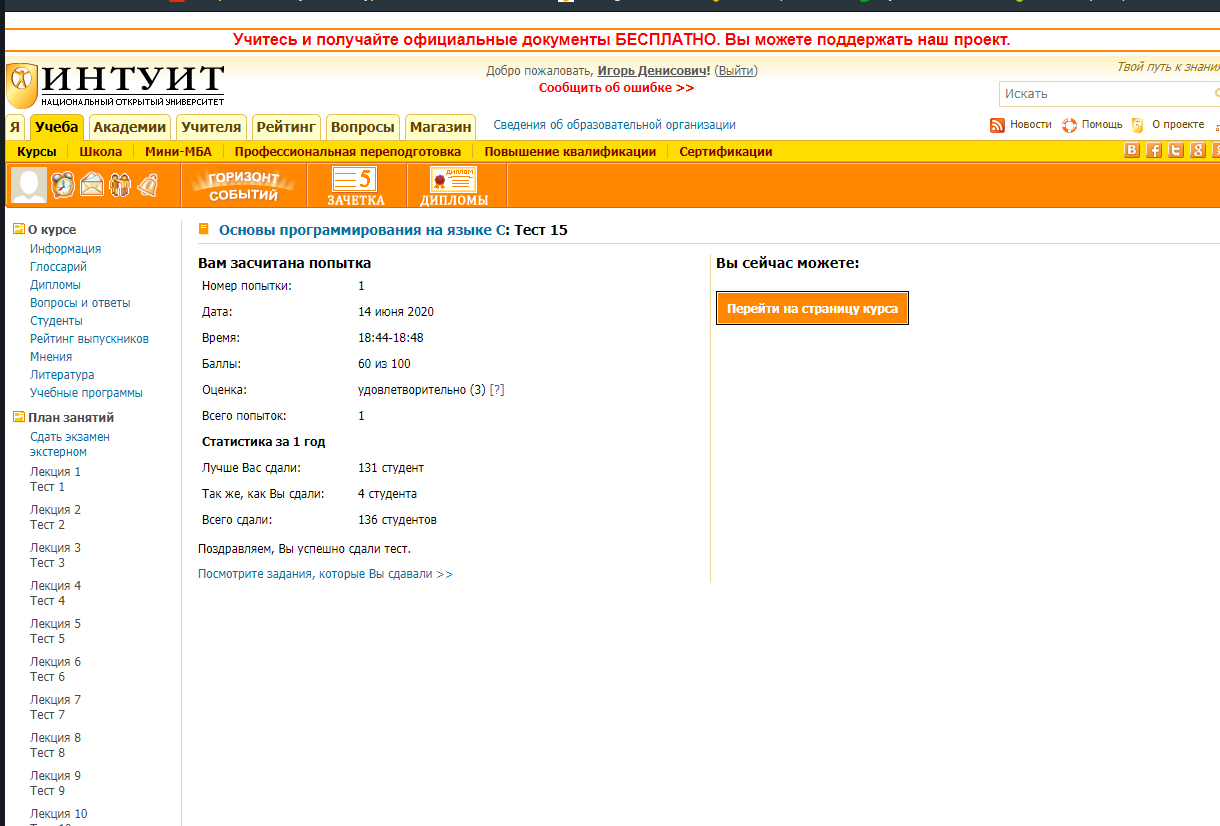 Учитесь и получайте официальные документы БЕСПЛАТНО. Вы можете поддержать наш проект.
ИНТУИТ
НАЦИОНАЛЬНЫЙ ОТКРЫТЫЙ УНИВЕРСИТЕТ
Добро пожаловать, Игорь Денисович! (Выйти)
Сообщить об ошибке >>
Твой путь к знания
Искать
Я Учеба Академии Учителя Рейтинг Вопросы Магазин Сведения об образовательной организации Новости Помощь О проекте
Курсы Школа Мини-МБА Профессиональная переподготовка Повышение квалификации Сертификации
ГОРИЗОНТ СОБЫТИЙ
5
ЗАЧЕТКА
ДИПЛОМ
ДИПЛОМЫ
О курсе
Информация
Глоссарий
Дипломы
Вопросы и ответы
Студенты
Рейтинг выпускников
Мнения
Литература
Учебные программы
План занятий
Сдать экзамен
экстерном
Лекция 1
Тест 1
Лекция 2
Тест 2
Лекция 3
Тест 3
Лекция 4
Тест 4
Лекция 5
Тест 5
Лекция 6
Тест 6
Лекция 7
Тест 7
Лекция 8
Тест 8
Лекция 9
Тест 9
Лекция 10
Основы программирования на языке C: Тест 15
Вам засчитана попытка
Номер попытки: 1
Дата: 14 июня 2020
Время: 18:44-18:48
Баллы: 60 из 100
Оценка: удовлетворительно (3) [?]
Всего попыток: 1
Статистика за 1 год
Лучше Вас сдали: 131 студент
Так же, как Вы сдали: 4 студента
Всего сдали: 136 студентов
Поздравляем, Вы успешно сдали тест.
Посмотрите задания, которые Вы сдавали >>
Вы сейчас можете:
Перейти на страницу курса